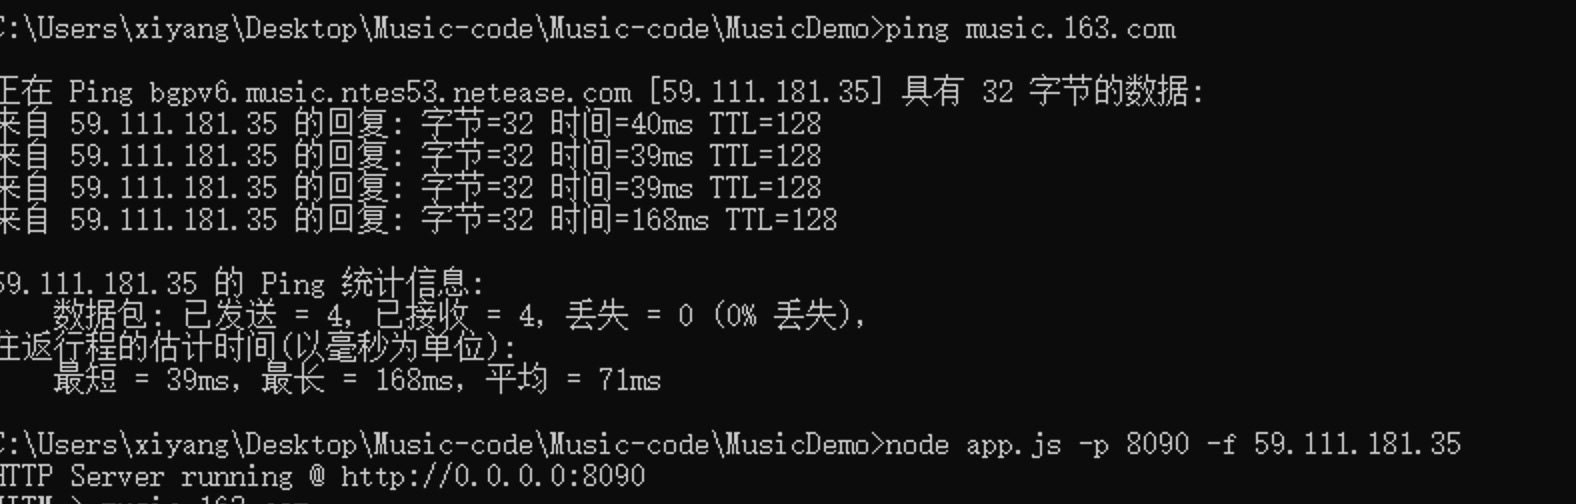 :\Users\xiyang\Desktop\Music-code\Music-code\MusicDemo>ping music.163.com
正在 Ping bgpv6.music.ntes53.netease.com [59.111.181.35] 具有 32 字节的数据:
来自 59.111.181.35 的回复: 字节=32 时间=40ms TTL=128
来自 59.111.181.35 的回复: 字节=32 时间=39ms TTL=128
来自 59.111.181.35 的回复: 字节=32 时间=39ms TTL=128
来自 59.111.181.35 的回复: 字节=32 时间=168ms TTL=128
59.111.181.35 的 Ping 统计信息:
数据包: 已发送 = 4, 已接收 = 4, 丢失 = 0 (0% 丢失),
往返行程的估计时间(以毫秒为单位):
最短 = 39ms, 最长 = 168ms, 平均 = 71ms
:\Users\xiyang\Desktop\Music-code\Music-code\MusicDemo>node app.js -p 8090 -f 59.111.181.35
HTTP Server running @ http://0.0.0.0:8090